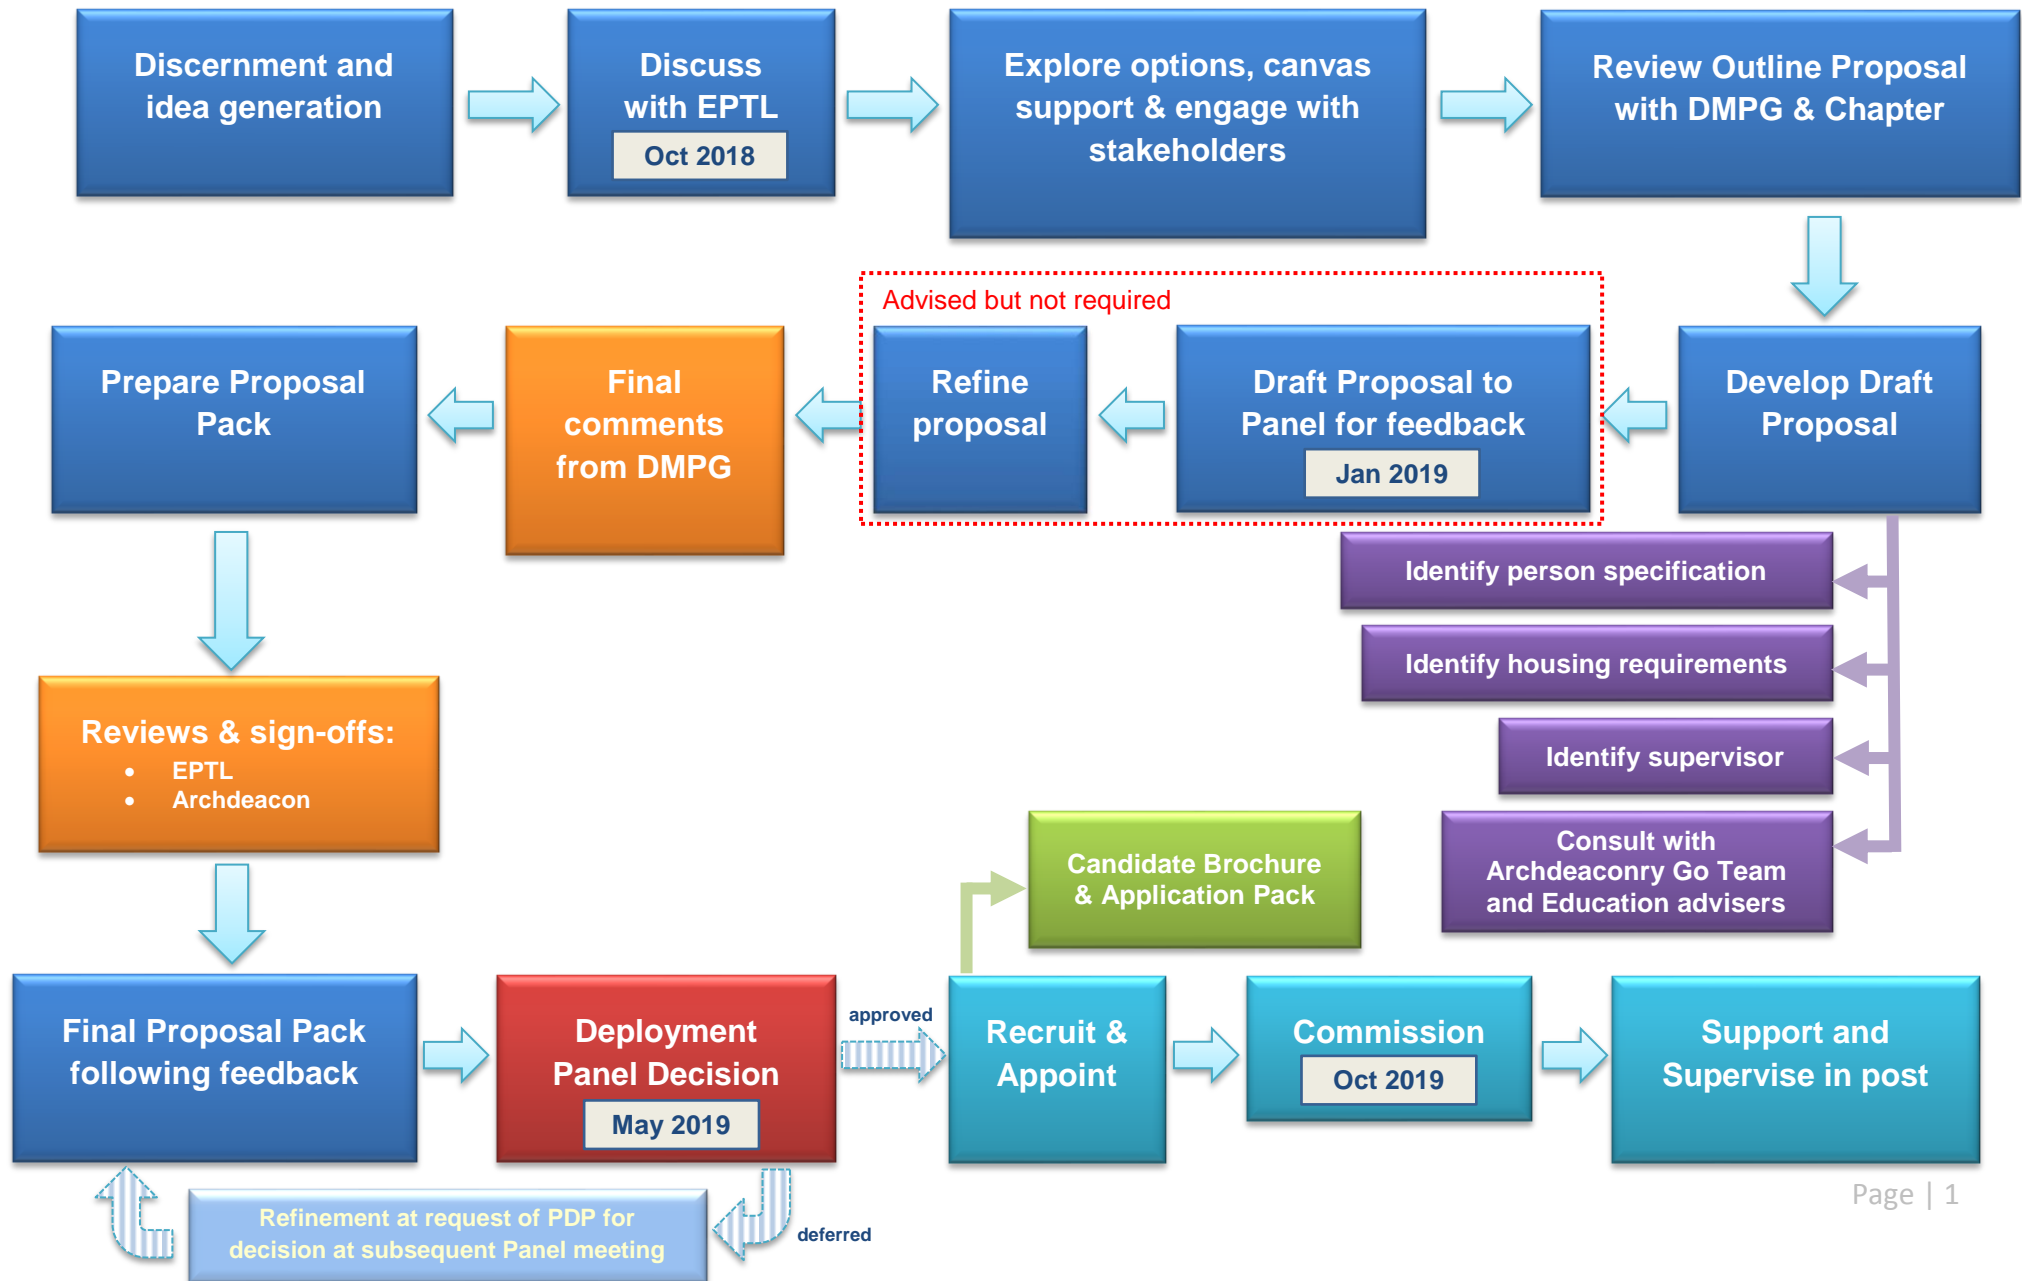 Discernment and
idea generation
Discuss
with EPTL
Oct 2018
Explore options, canvas
support & engage with
stakeholders
Review Outline Proposal
with DMPG & Chapter
Advised but not required
Prepare Proposal
Pack
Final
comments
from DMPG
Refine
proposal
Draft Proposal to
Panel for feedback
Jan 2019
Develop Draft
Proposal
Identify person specification
Identify housing requirements
Identify supervisor
Consult with
Archdeaconry Go Team
and Education advisers
Reviews & sign-offs:
• EPTL
• Archdeacon
Candidate Brochure
& Application Pack
Final Proposal Pack
following feedback
Deployment
Panel Decision
May 2019
approved
Recruit &
Appoint
Commission
Oct 2019
Support and
Supervise in post
Refinement at request of PDP for
decision at subsequent Panel meeting
deferred
Page | 1